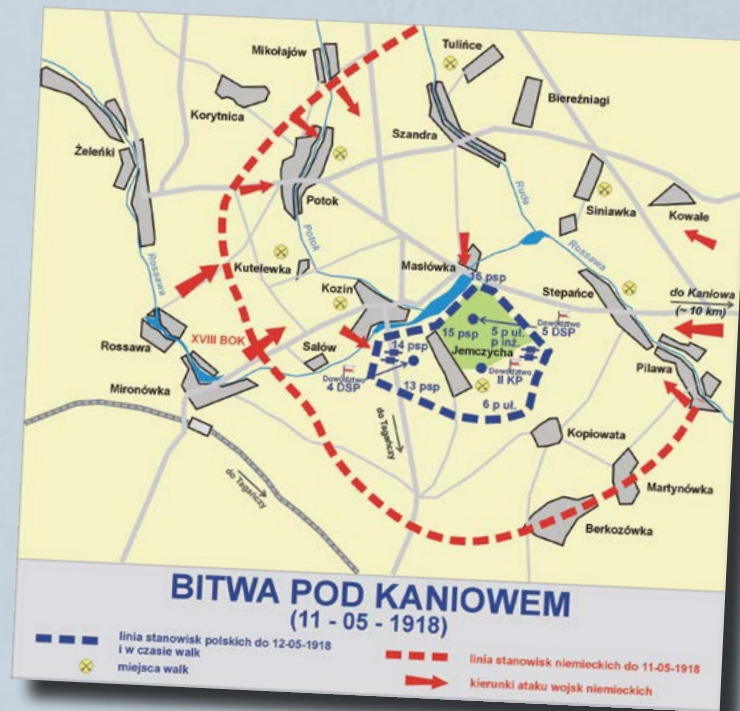 Mikołajów
Tulińce
Korytnica
Biereźniagi
Szandra
Żeleńki
Potok
Ruda
Siniawka
Kowale
Rossawa
Potok
Kutelewka
Masłówka
Rossawa
Stepańce
do Kaniowa
(~ 10 km)
16 psp
Kozin
XVIII BOK
Rossawa
Sałów
15 psp
5 p uł.
p inż.
Dowództwo
5 DSP
14 psp
Jemczycha
Dowództwo
II KP
Dowództwo
4 DSP
13 psp
6 p uł.
Piława
Mironówka
do Tagańczy
do Tagańczy
Kopiowata
Martynówka
Berkozówka
BITWA POD KANIOWEM
(11 - 05 - 1918)
linia stanowisk polskich do 12-05-1918
i w czasie walk
miejsca walk
linia stanowisk niemieckich do 11-05-1918
kierunki ataku wojsk niemieckich